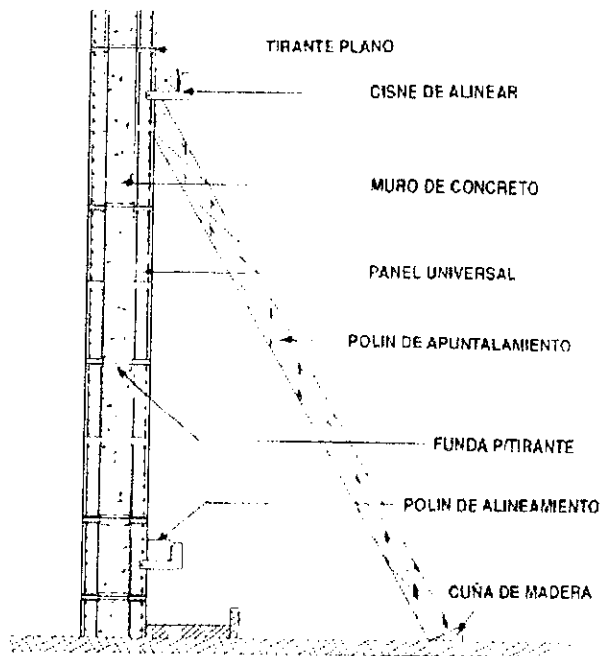 TIRANTE PLANO
CISNE DE ALINEAR
MURO DE CONCRETO
PANEL UNIVERSAL
POLIN DE APUNTALAMIENTO
FUNDA P/TIRANTE
POLIN DE ALINEAMIENTO
CUÑA DE MADERA